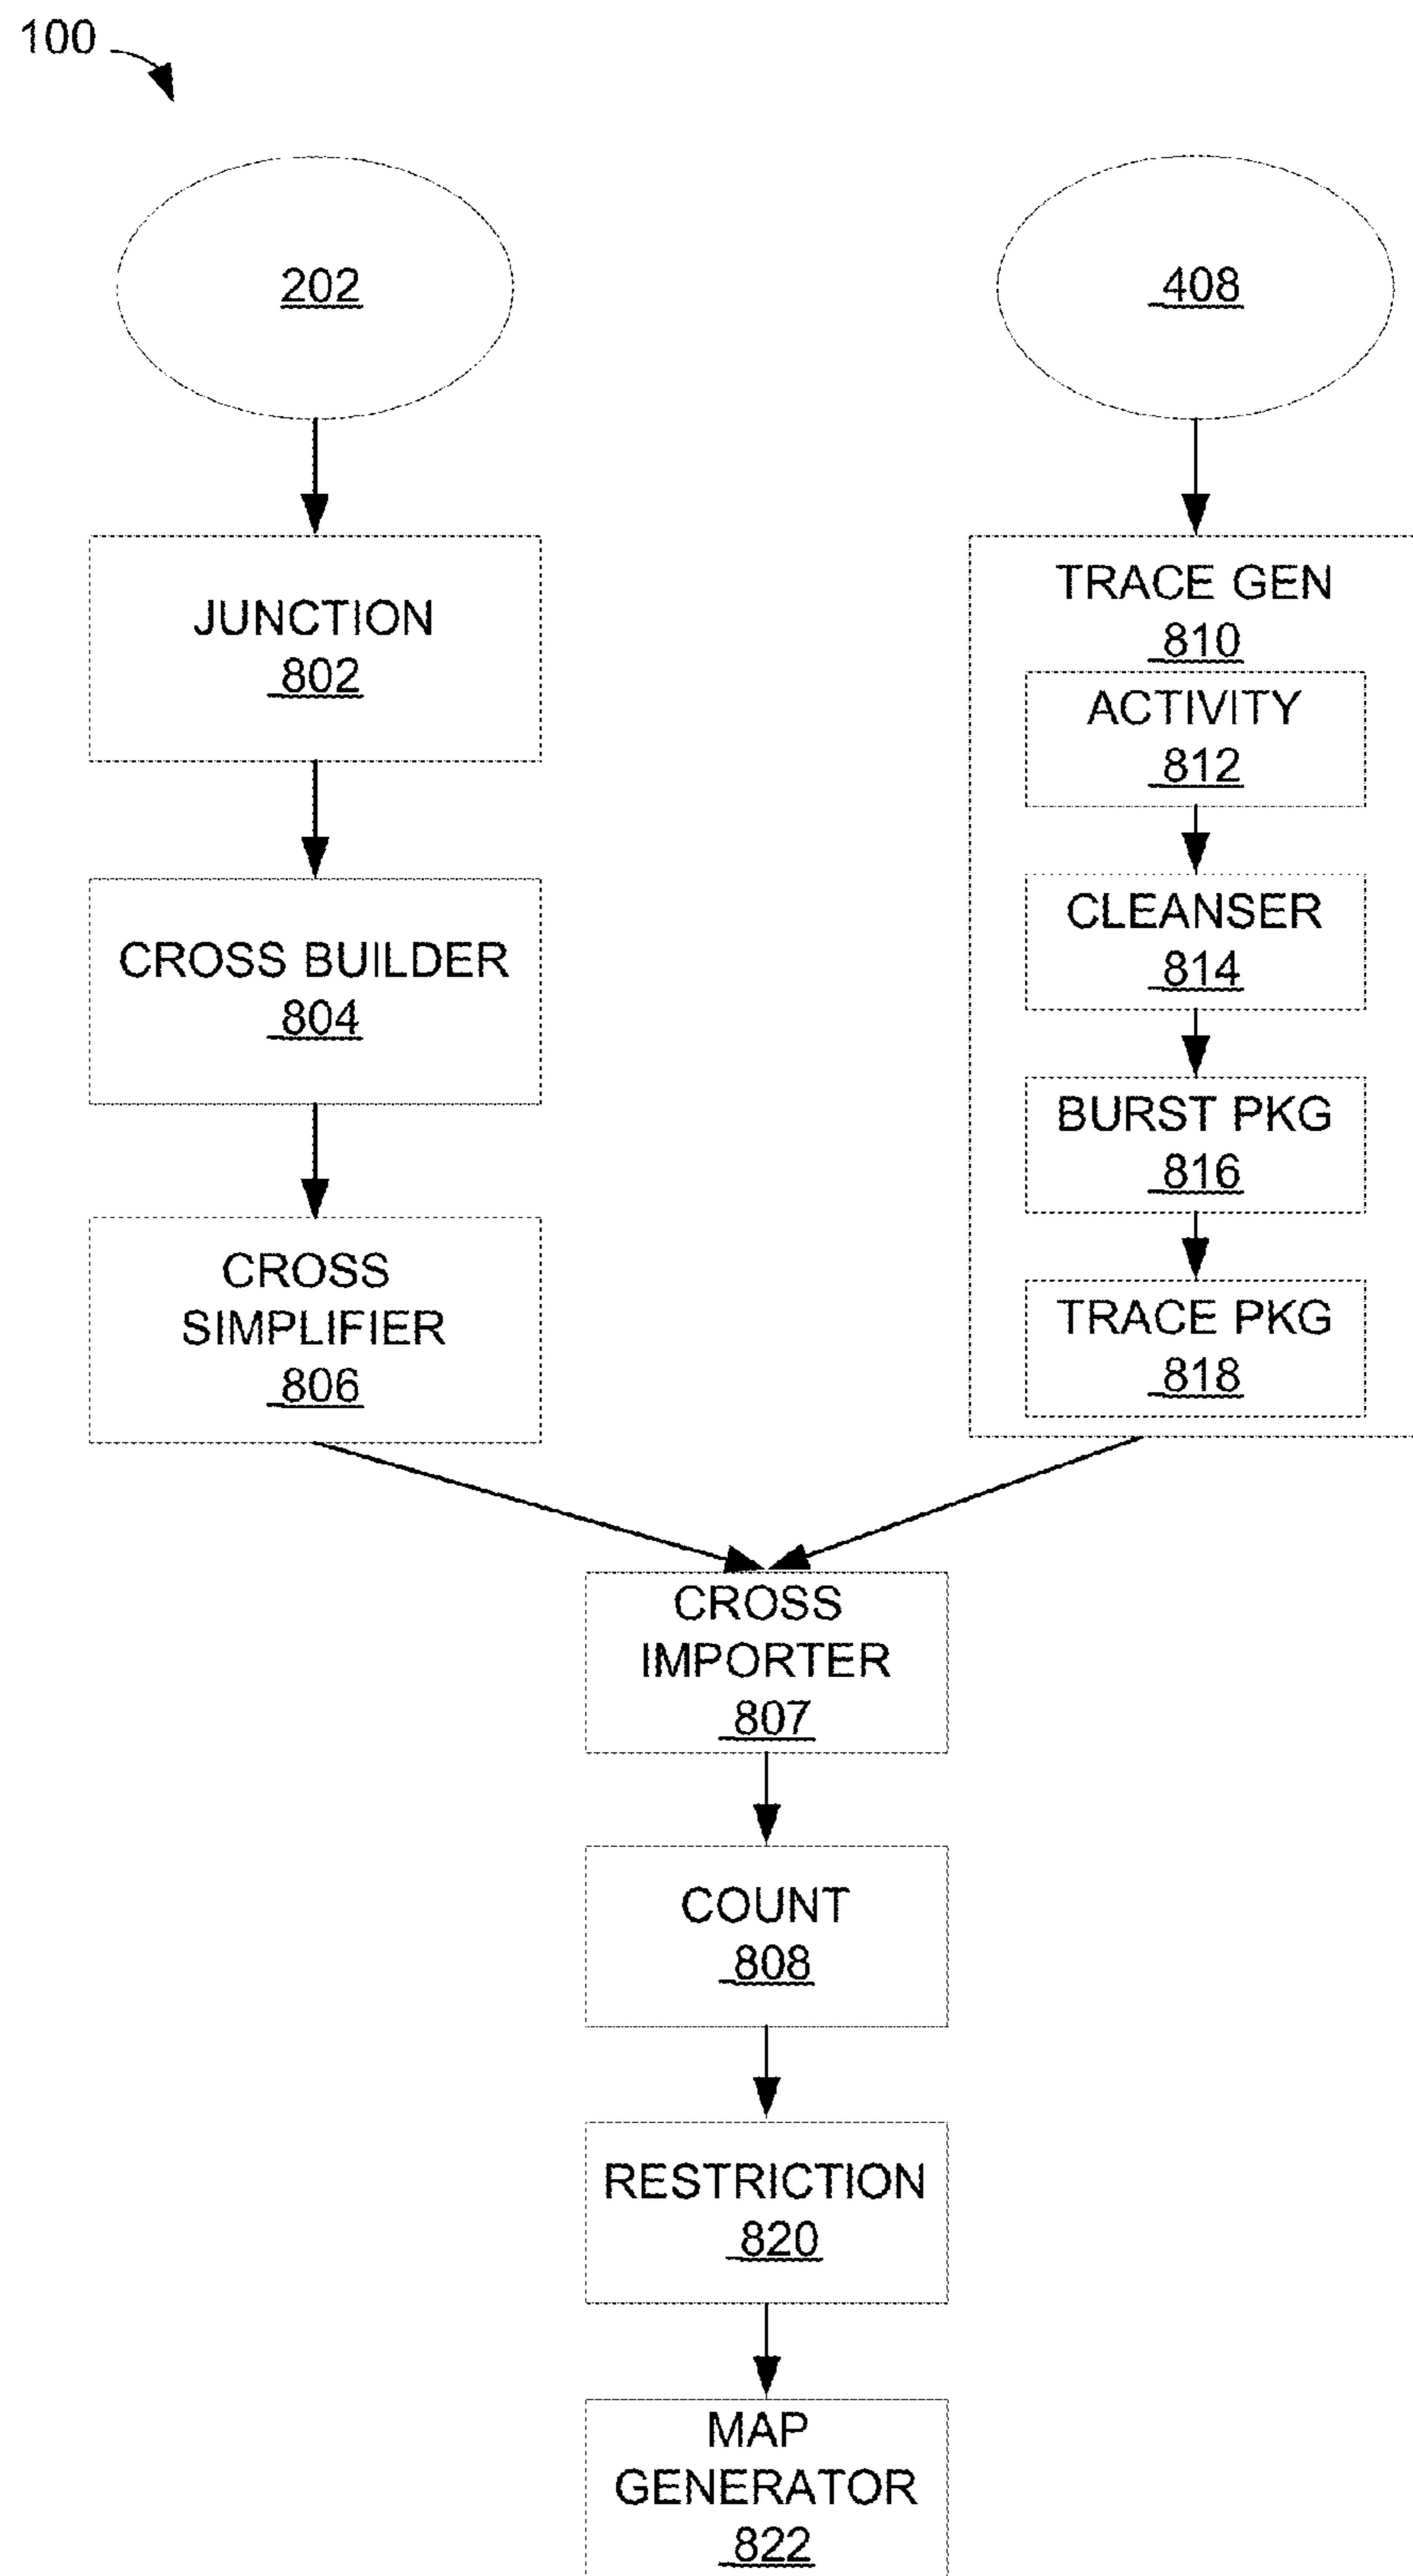 100
202
408
JUNCTION
802
CROSS BUILDER
804
CROSS
SIMPLIFIER
806
TRACE GEN
810
ACTIVITY
812
CLEANSER
814
BURST PKG
816
TRACE PKG
818
CROSS
IMPORTER
807
COUNT
808
RESTRICTION
820
MAP
GENERATOR
822